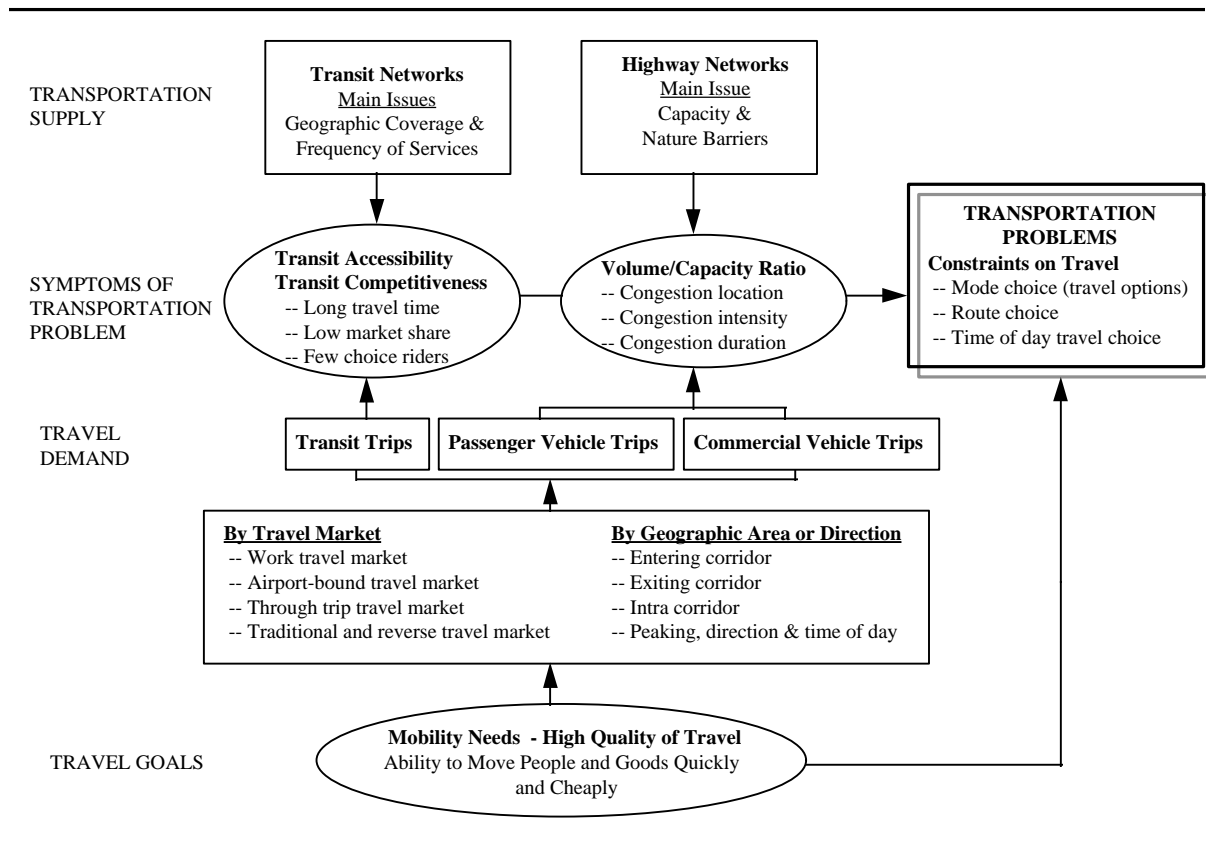 TRANSPORTATION
SUPPLY
Transit Networks
Main Issues
Geographic Coverage &
Frequency of Services
Highway Networks
Main Issue
Capacity &
Nature Barriers
SYMPTOMS OF
TRANSPORTATION
PROBLEM
Transit Accessibility
Transit Competitiveness
-- Long travel time
-- Low market share
-- Few choice riders
Volume/Capacity Ratio
-- Congestion location
-- Congestion intensity
-- Congestion duration
TRANSPORTATION
PROBLEMS
Constraints on Travel
-- Mode choice (travel options)
-- Route choice
-- Time of day travel choice
TRAVEL
DEMAND
Transit Trips
Passenger Vehicle Trips
Commercial Vehicle Trips
By Travel Market
-- Work travel market
-- Airport-bound travel market
-- Through trip travel market
-- Traditional and reverse travel market
By Geographic Area or Direction
-- Entering corridor
-- Exiting corridor
-- Intra corridor
-- Peaking, direction & time of day
TRAVEL GOALS
Mobility Needs - High Quality of Travel
Ability to Move People and Goods Quickly
and Cheaply